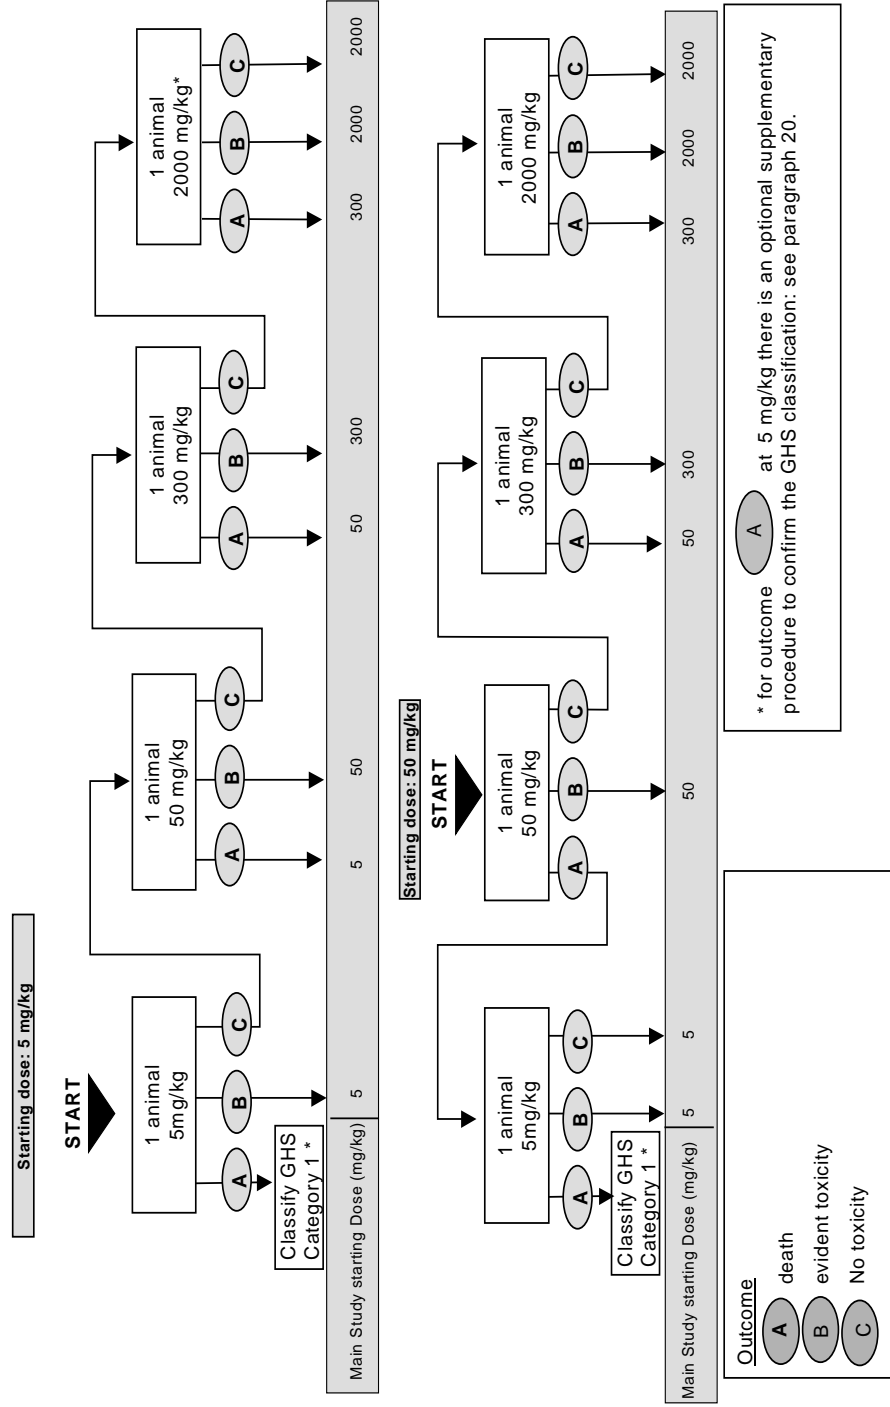 Starting dose: 5 mg/kg
START
1 animal
5mg/kg
A
B
C
1 animal
50 mg/kg
A
B
C
1 animal
300 mg/kg
A
B
C
1 animal
2000 mg/kg*
A
B
C
Classify GHS
Category 1 *
Main Study starting Dose (mg/kg)
5
5
50
50
300
300
2000
2000
Starting dose: 50 mg/kg
START
1 animal
5mg/kg
A
B
C
1 animal
50 mg/kg
A
B
C
1 animal
300 mg/kg
A
B
C
1 animal
2000 mg/kg
A
B
C
Classify GHS
Category 1 *
Main Study starting Dose (mg/kg)
5
5
50
50
300
300
2000
2000
Outcome
A death
B evident toxicity
C No toxicity
* for outcome A at 5 mg/kg there is an optional supplementary
procedure to confirm the GHS classification: see paragraph 20.